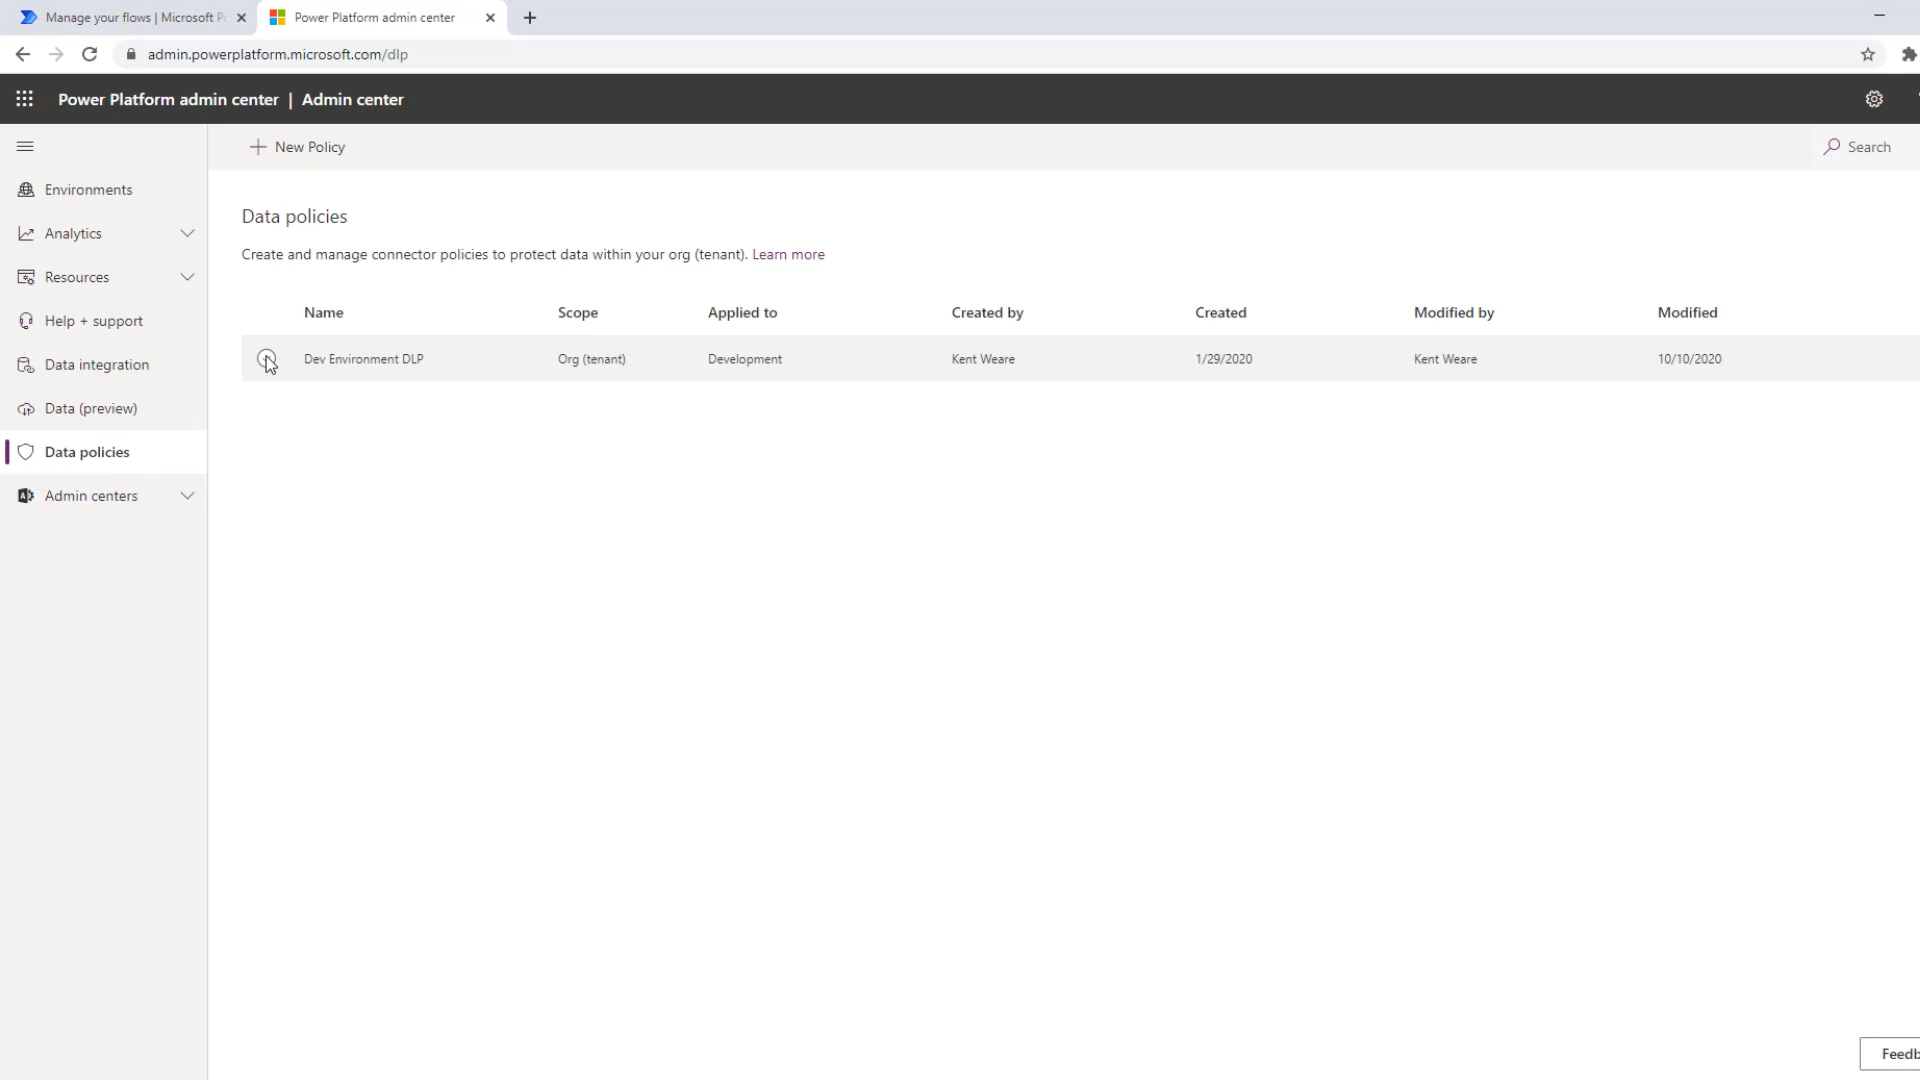 Manage your flows | Microsoft P
Power Platform admin center
admin.powerplatform.microsoft.com/dlp
Power Platform admin center | Admin center
New Policy
Search
Environments
Analytics
Resources
Help + support
Data integration
Data (preview)
Data policies
Admin centers
Data policies
Create and manage connector policies to protect data within your org (tenant). Learn more
Name Scope Applied to Created by Created Modified by Modified
Dev Environment DLP Org (tenant) Development Kent Weare 1/29/2020 Kent Weare 10/10/2020
Feedb